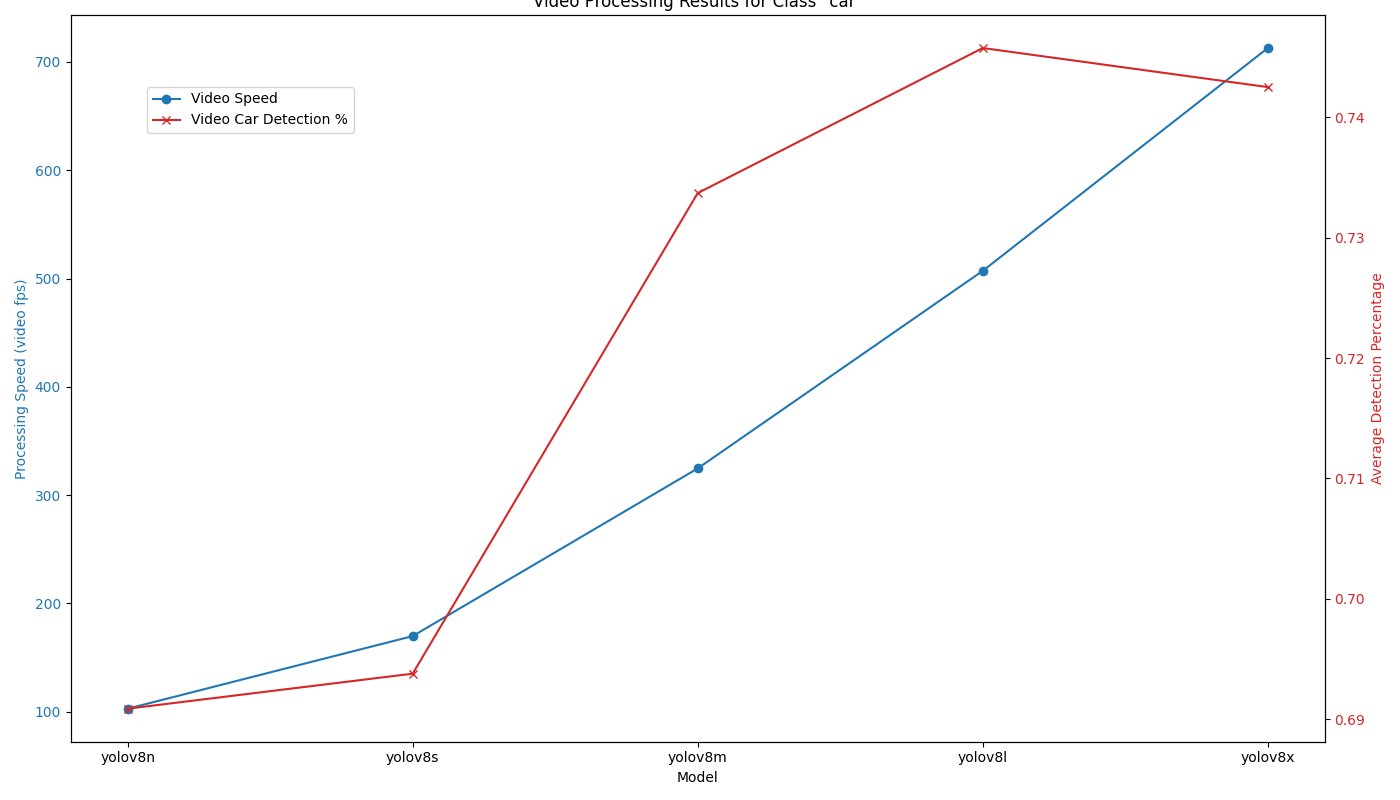 Video Processing Results for Class "car"
Video Speed
Video Car Detection %
Processing Speed (video fps)
700
600
500
400
300
200
100
0.74
0.73
0.72
0.71
0.70
0.69
Average Detection Percentage
yolov8n yolov8s yolov8m yolov8l yolov8x
Model